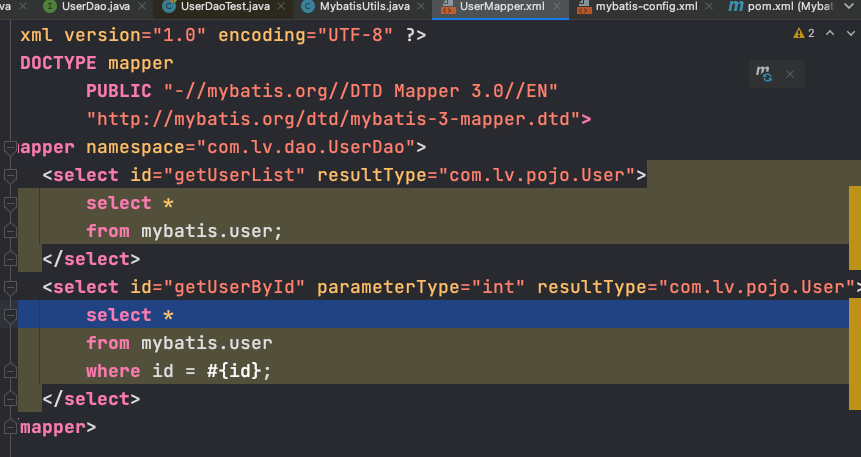 va UserDao.java UserDaoTest.java MybatisUtils.java UserMapper.xml mybatis-config.xml pom.xml (Mybat
xml version="1.0" encoding="UTF-8" ?> 2
DOCTYPE mapper
PUBLIC "-//mybatis.org//DTD Mapper 3.0//EN"
"http://mybatis.org/dtd/mybatis-3-mapper.dtd">
apper namespace="com.lv.dao.UserDao">
<select id="getUserList" resultType="com.lv.pojo.User">
select *
from mybatis.user;
</select>
<select id="getUserById" parameterType="int" resultType="com.lv.pojo.User">
select *
from mybatis.user
where id = #{id};
</select>
mapper>